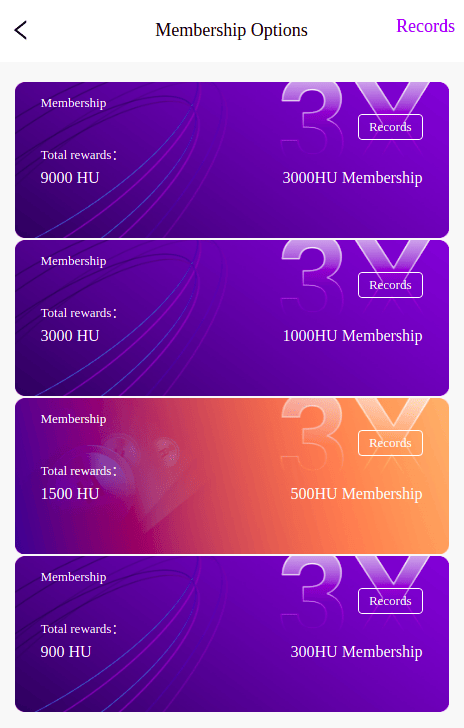 Membership Options
Records
Membership
3X
Records
Total rewards：
9000 HU
3000HU Membership
Membership
3X
Records
Total rewards：
3000 HU
1000HU Membership
Membership
3X
Records
Total rewards：
1500 HU
500HU Membership
Membership
3X
Records
Total rewards：
900 HU
300HU Membership